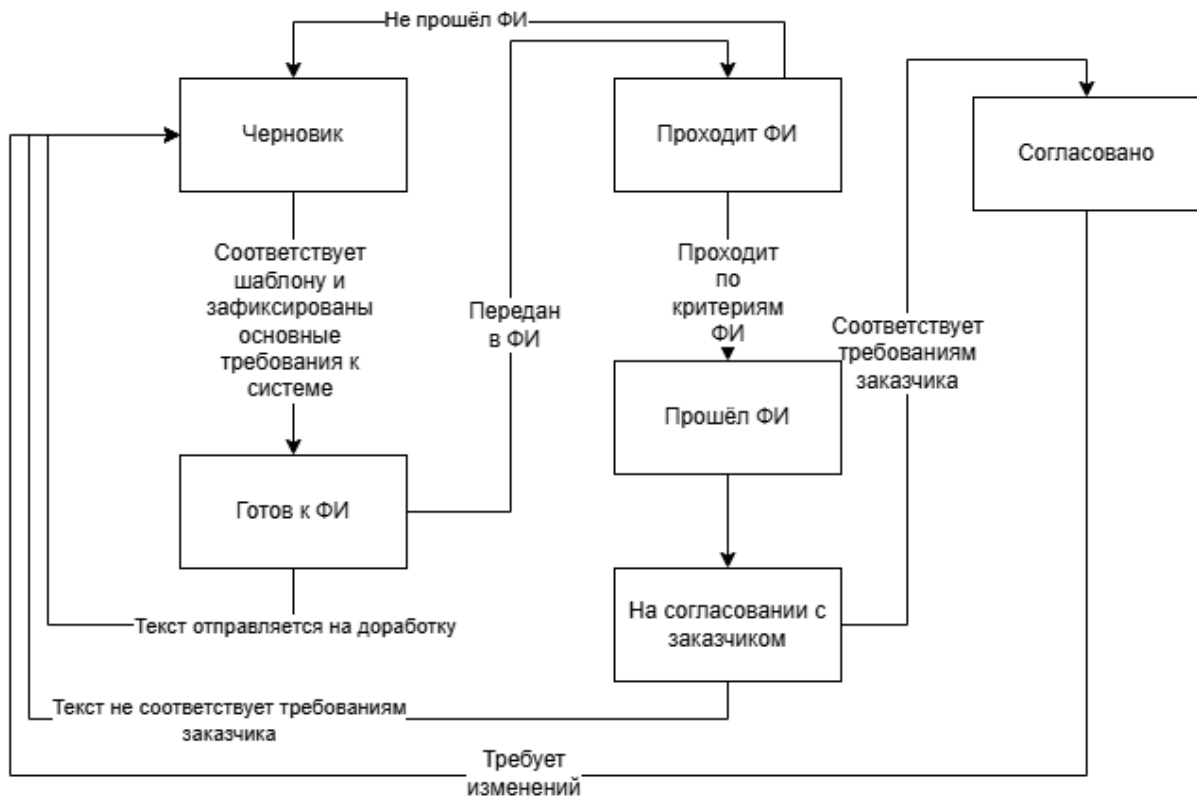 Не прошёл ФИ
Черновик
Проходит ФИ
Согласовано
Соответствует
шаблону и
зафиксированы
основные
требования к
системе
Передан
в ФИ
Проходит
по
критериям
ФИ
Соответствует
требованиям
заказчика
Прошёл ФИ
Готов к ФИ
На согласовании с
заказчиком
Текст отправляется на доработку
Текст не соответствует требованиям
заказчика
Требует
изменений